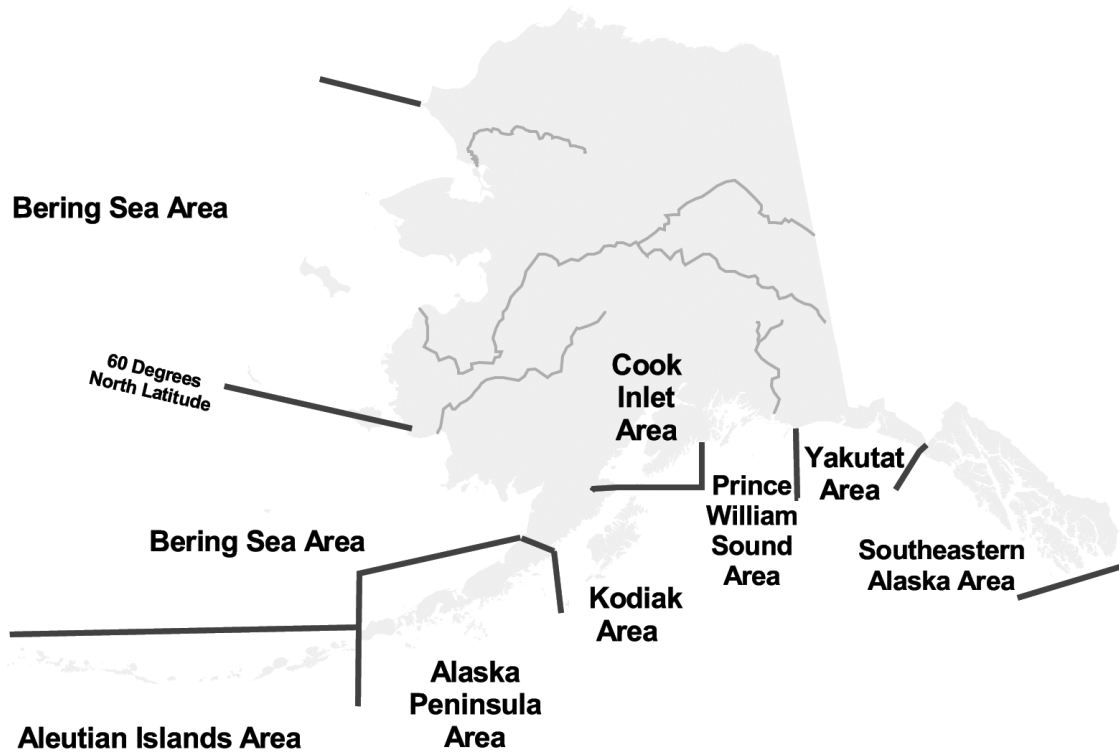 Bering Sea Area
60 Degrees
North Latitude
Cook
Inlet
Area
Yakutat
Area
Prince
William
Sound
Area
Southeastern
Alaska Area
Bering Sea Area
Kodiak
Area
Alaska
Peninsula
Area
Aleutian Islands Area